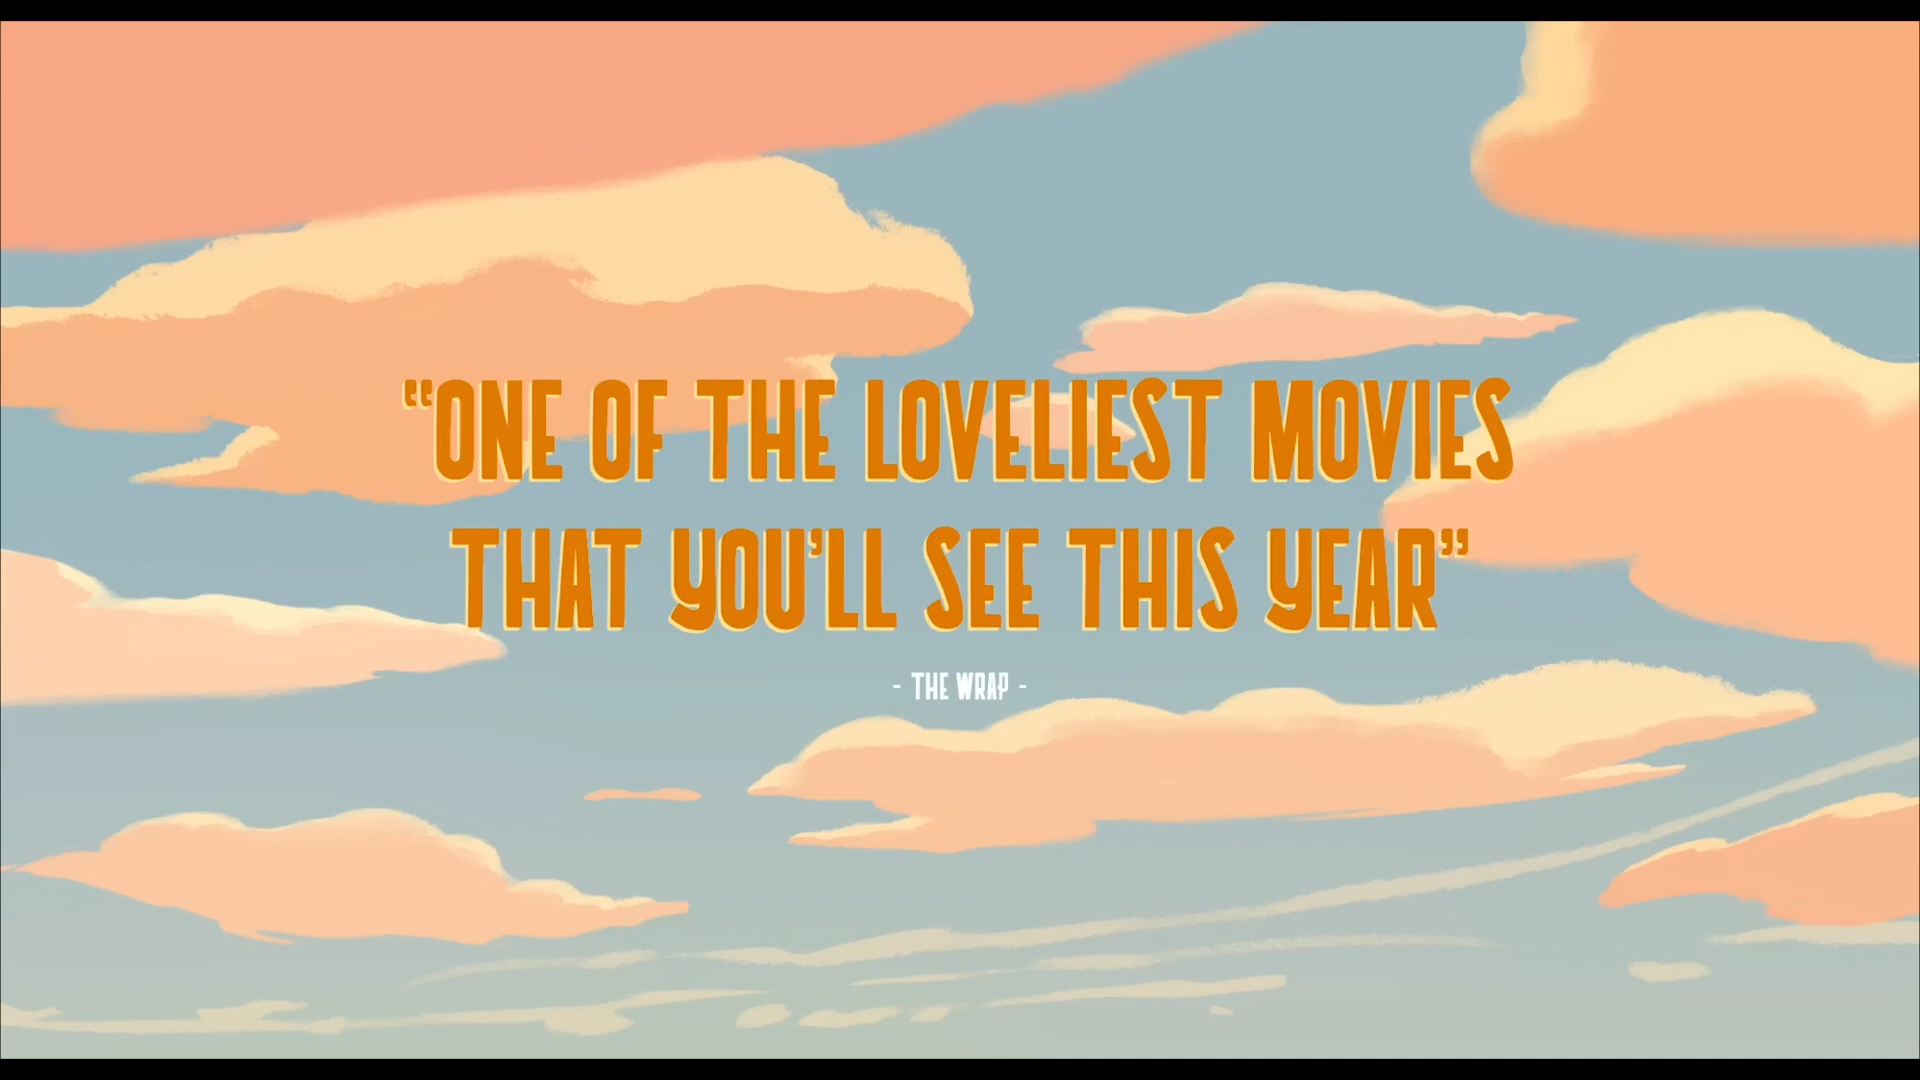 “ONE OF THE LOVELIEST MOVIES
THAT YOU’LL SEE THIS YEAR”
- THE WRAP -